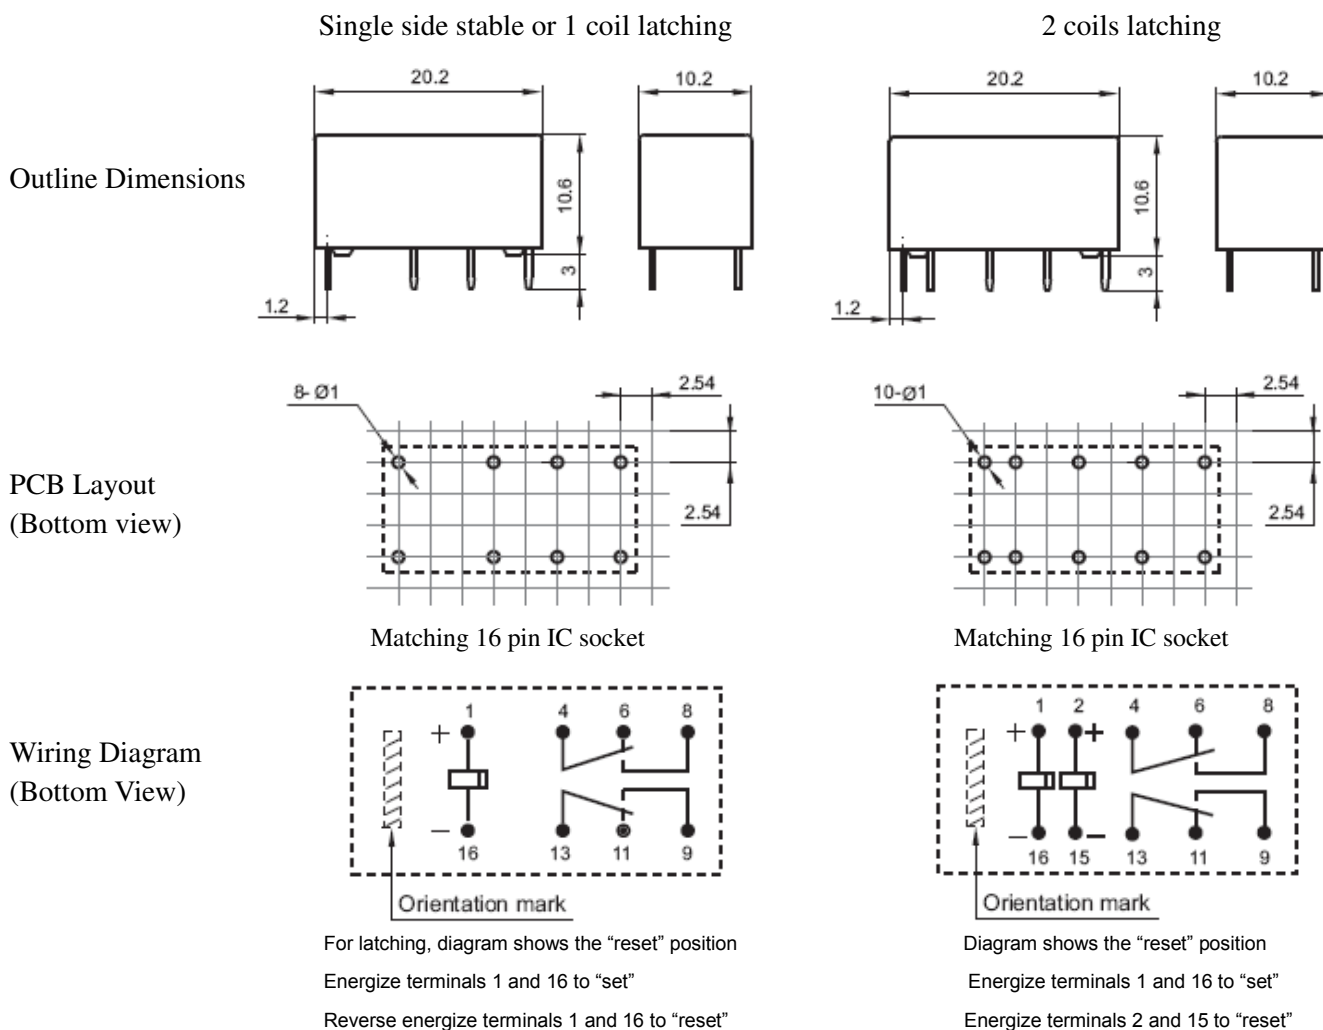 Single side stable or 1 coil latching
2 coils latching
Outline Dimensions
20.2
10.2
10.6
3
1.2
20.2
10.2
10.6
3
1.2
PCB Layout
(Bottom view)
8- Ø1
2.54
2.54
Matching 16 pin IC socket
10-Ø1
2.54
2.54
Matching 16 pin IC socket
Wiring Diagram
(Bottom View)
1 4 6 8
+
−
16 13 11 9
Orientation mark
For latching, diagram shows the “reset” position
Energize terminals 1 and 16 to “set”
Reverse energize terminals 1 and 16 to “reset”
1 2 4 6 8
+ +
− −
16 15 13 11 9
Orientation mark
Diagram shows the “reset” position
Energize terminals 1 and 16 to “set”
Energize terminals 2 and 15 to “reset”